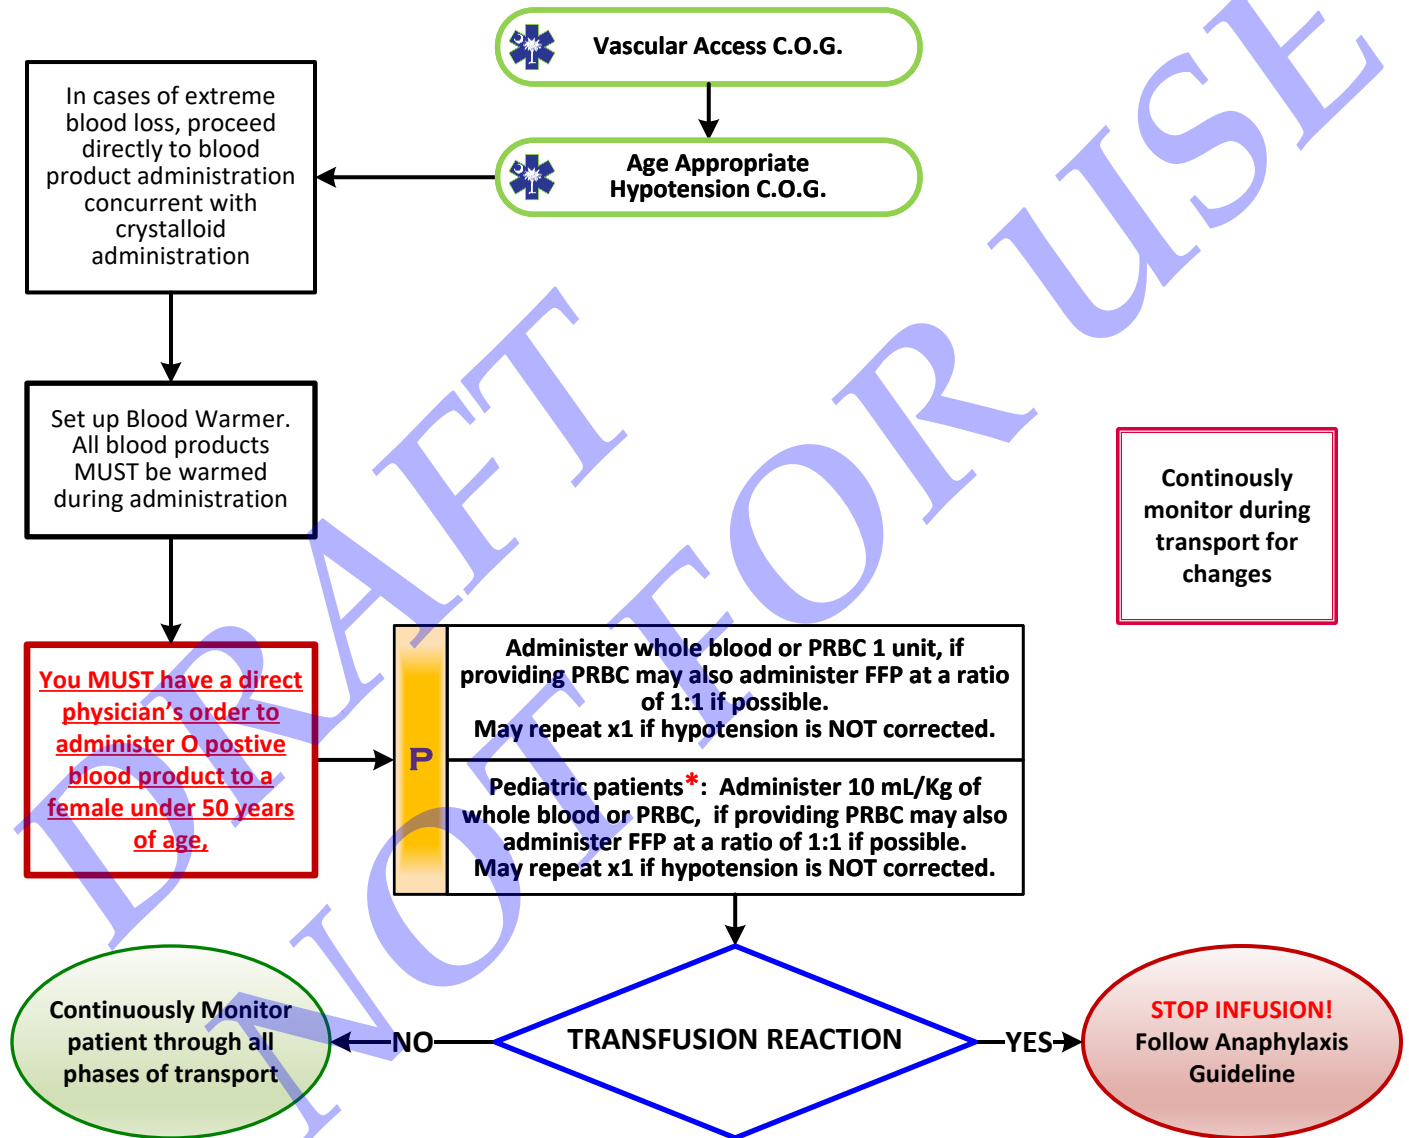 Vascular Access C.O.G.
In cases of extreme
blood loss, proceed
directly to blood
product administration
concurrent with
crystalloid
administration
Age Appropriate
Hypotension C.O.G.
Set up Blood Warmer.
All blood products
MUST be warmed
during administration
Continously
monitor during
transport for
changes
You MUST have a direct
physician's order to
administer O postive
blood product to a
female under 50 years
of age,
P
Administer whole blood or PRBC 1 unit, if
providing PRBC may also administer FFP at a ratio
of 1:1 if possible.
May repeat x1 if hypotension is NOT corrected.
Pediatric patients*: Administer 10 mL/Kg of
whole blood or PRBC, if providing PRBC may also
administer FFP at a ratio of 1:1 if possible.
May repeat x1 if hypotension is NOT corrected.
TRANSFUSION REACTION
NO
YES
Continuously Monitor
patient through all
phases of transport
STOP INFUSION!
Follow Anaphylaxis
Guideline
DRAFT
NOT FOR USE